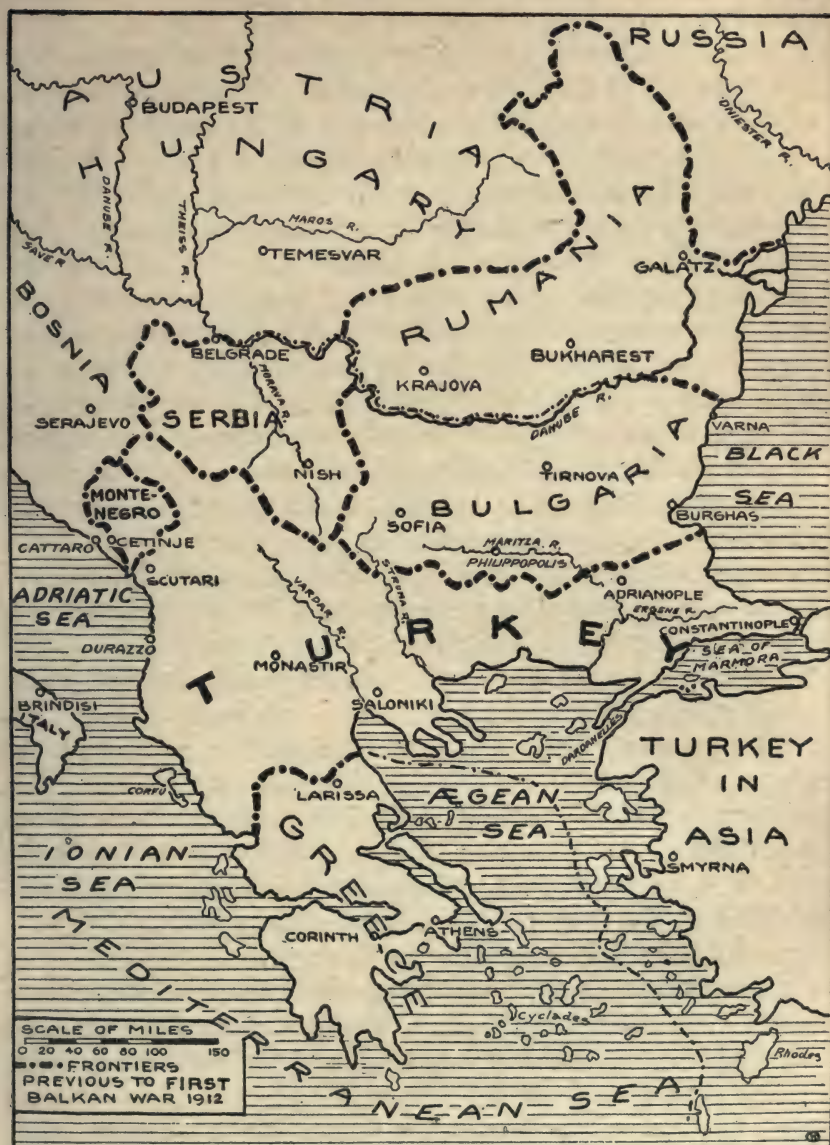 RUSSIA
AUSTRIA
HUNGARY
BUDAPEST
DNIESTER R.
DANUBE R.
THEISS R.
MAROS R.
SAVE R
TEMESVAR
GALATZ
RUMANIA
BOSNIA
BELGRADE
BUKHAREST
KRAJOVA
MORAVA R.
SERAJEVO
SERBIA
DANUBE R.
VARNA
BLACK
SEA
NISH
TIRNOVA
BULGARIA
MONTE-
NEGRO
SOFIA
BURGHAS
CATTARO
CETINJE
MARITZA R.
PHILIPPOPOLIS
STRUMA R.
SCUTARI
VARDAR R.
ADRIANOPLE
ERGENE R.
ADRIATIC
SEA
CONSTANTINOPLE
SEA OF
MARMORA
DURAZZO
TURKEY
MONASTIR
SALONIKI
BRINDISI
ITALY
DARDANELLES
TURKEY
IN
ASIA
CORFU
LARISSA
ÆGEAN
SEA
GREECE
IONIAN
SEA
SMYRNA
MEDITERRANEAN SEA
CORINTH
ATHENS
Cyclades
Rhodes
SCALE OF MILES
0 20 40 60 80 100 150
FRONTIERS
PREVIOUS TO FIRST
BALKAN WAR 1912